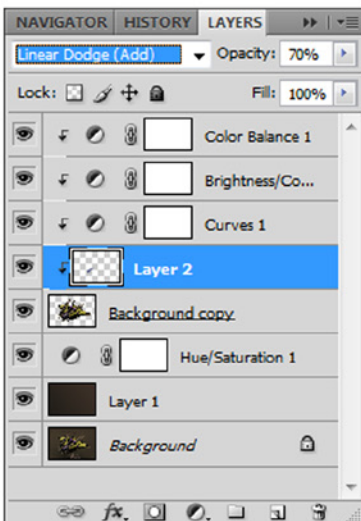 NAVIGATOR HISTORY LAYERS
Linear Dodge (Add) Opacity: 70%
Lock: Fill: 100%
Color Balance 1
Brightness/Co...
Curves 1
Layer 2
Background copy
Hue/Saturation 1
Layer 1
Background
fx.